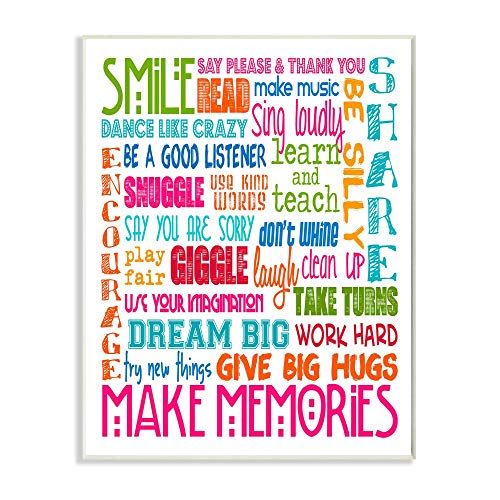 SMILE
SAY PLEASE & THANK YOU
READ
make music
SHARE
BE SILLY
DANCE LIKE CRAZY
Sing loudly
ENCOURAGE
BE A GOOD LISTENER
learn
and
teach
SNUGGLE
USE KIND
WORDS
SAY YOU ARE SORRY
don't whine
play
fair
GIGGLE
laugh
clean UP
USE YOUR IMAGINATION
TAKE TURNS
DREAM BIG
WORK HARD
try new things
GIVE BIG HUGS
MAKE MEMORIES